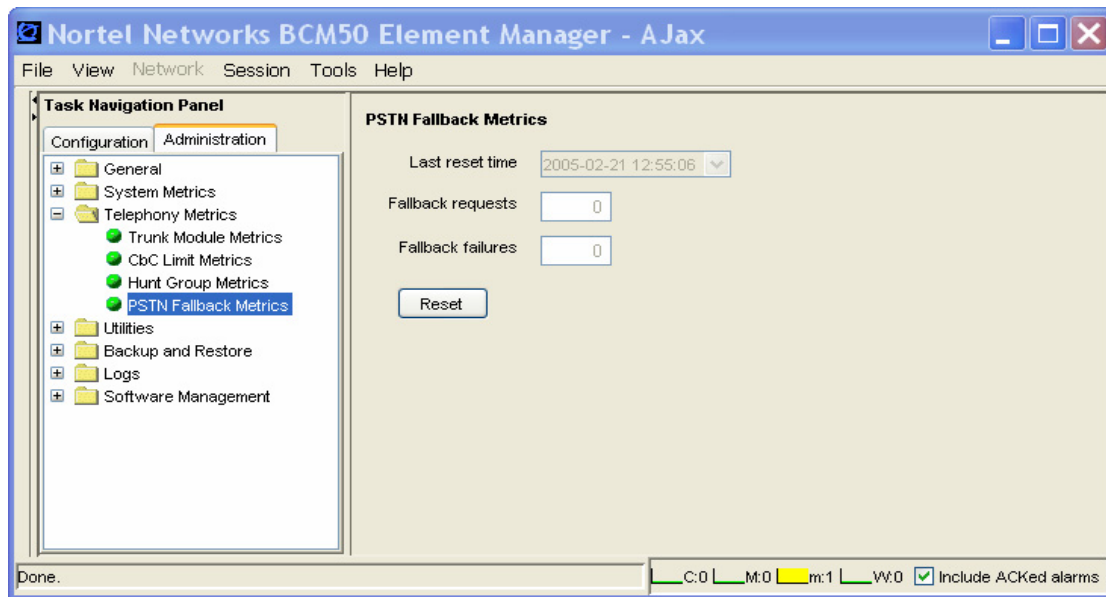 Nortel Networks BCM50 Element Manager - AJax
File View Network Session Tools Help
Task Navigation Panel
Configuration Administration
General
System Metrics
Telephony Metrics
Trunk Module Metrics
CbC Limit Metrics
Hunt Group Metrics
PSTN Fallback Metrics
Utilities
Backup and Restore
Logs
Software Management
PSTN Fallback Metrics
Last reset time 2005-02-21 12:55:06
Fallback requests 0
Fallback failures 0
Reset
Done.
C:0 M:0 m:1 W:0 Include ACKed alarms